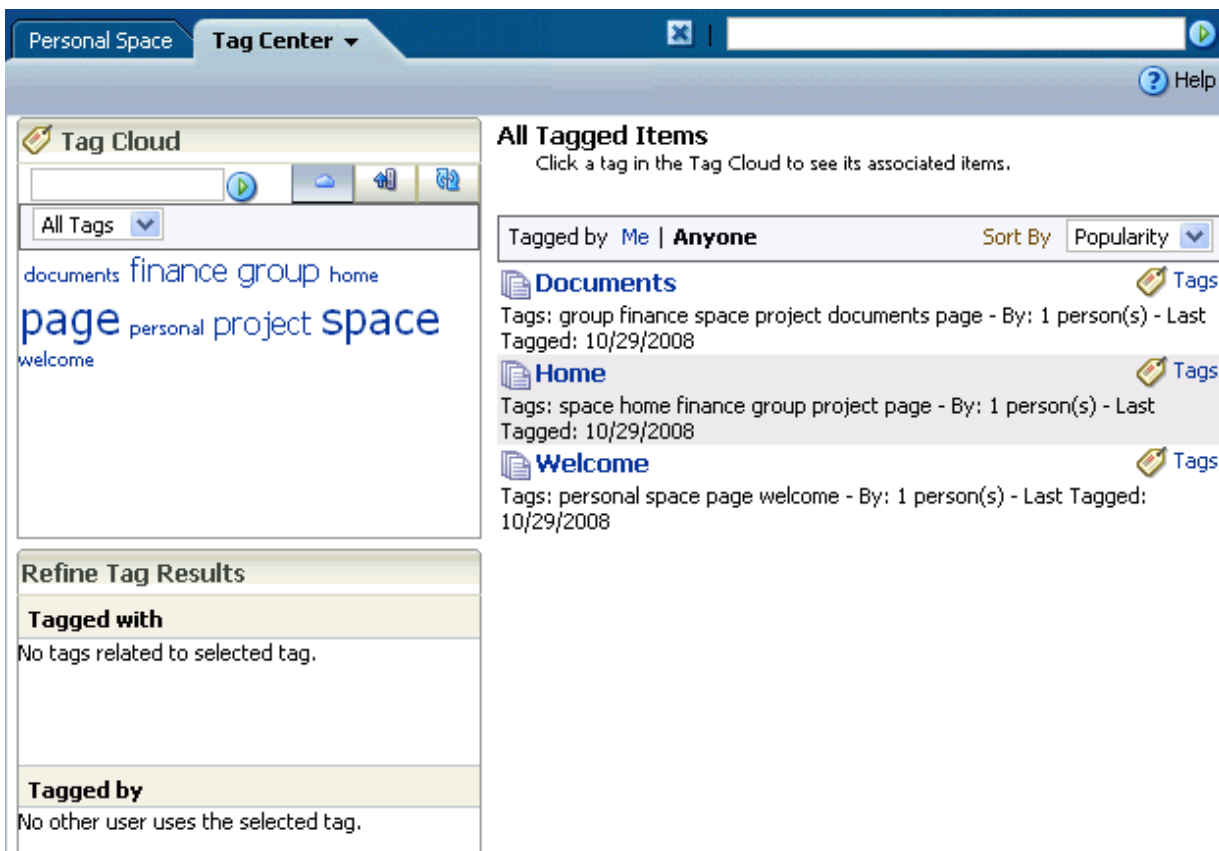 Personal Space
Tag Center
Help
Tag Cloud
All Tags
documents finance group home
page personal project space
welcome
Refine Tag Results
Tagged with
No tags related to selected tag.
Tagged by
No other user uses the selected tag.
All Tagged Items
Click a tag in the Tag Cloud to see its associated items.
Tagged by Me | Anyone Sort By Popularity
Documents Tags
Tags: group finance space project documents page - By: 1 person(s) - Last
Tagged: 10/29/2008
Home Tags
Tags: space home finance group project page - By: 1 person(s) - Last
Tagged: 10/29/2008
Welcome Tags
Tags: personal space page welcome - By: 1 person(s) - Last Tagged:
10/29/2008